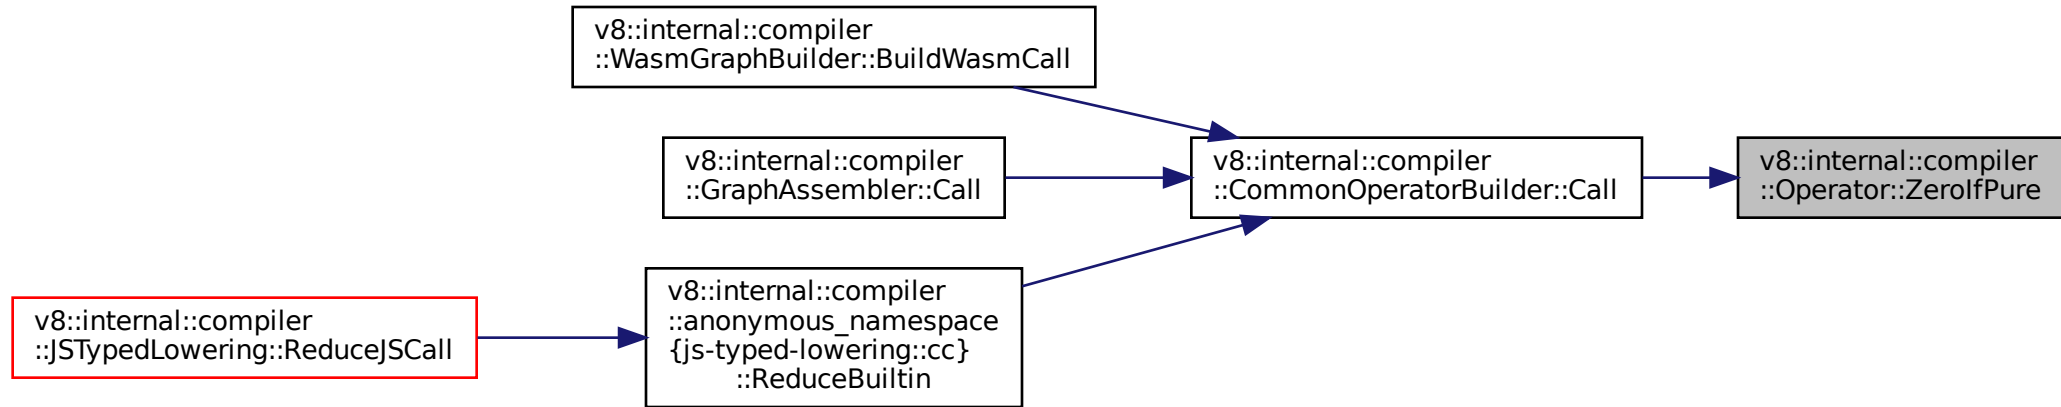 v8::internal::compiler
::WasmGraphBuilder::BuildWasmCall
v8::internal::compiler
::GraphAssembler::Call
v8::internal::compiler
::CommonOperatorBuilder::Call
v8::internal::compiler
::Operator::ZeroIfPure
v8::internal::compiler
::anonymous_namespace
{js-typed-lowering::cc}
::ReduceBuiltin
v8::internal::compiler
::JSTypedLowering::ReduceJSCall